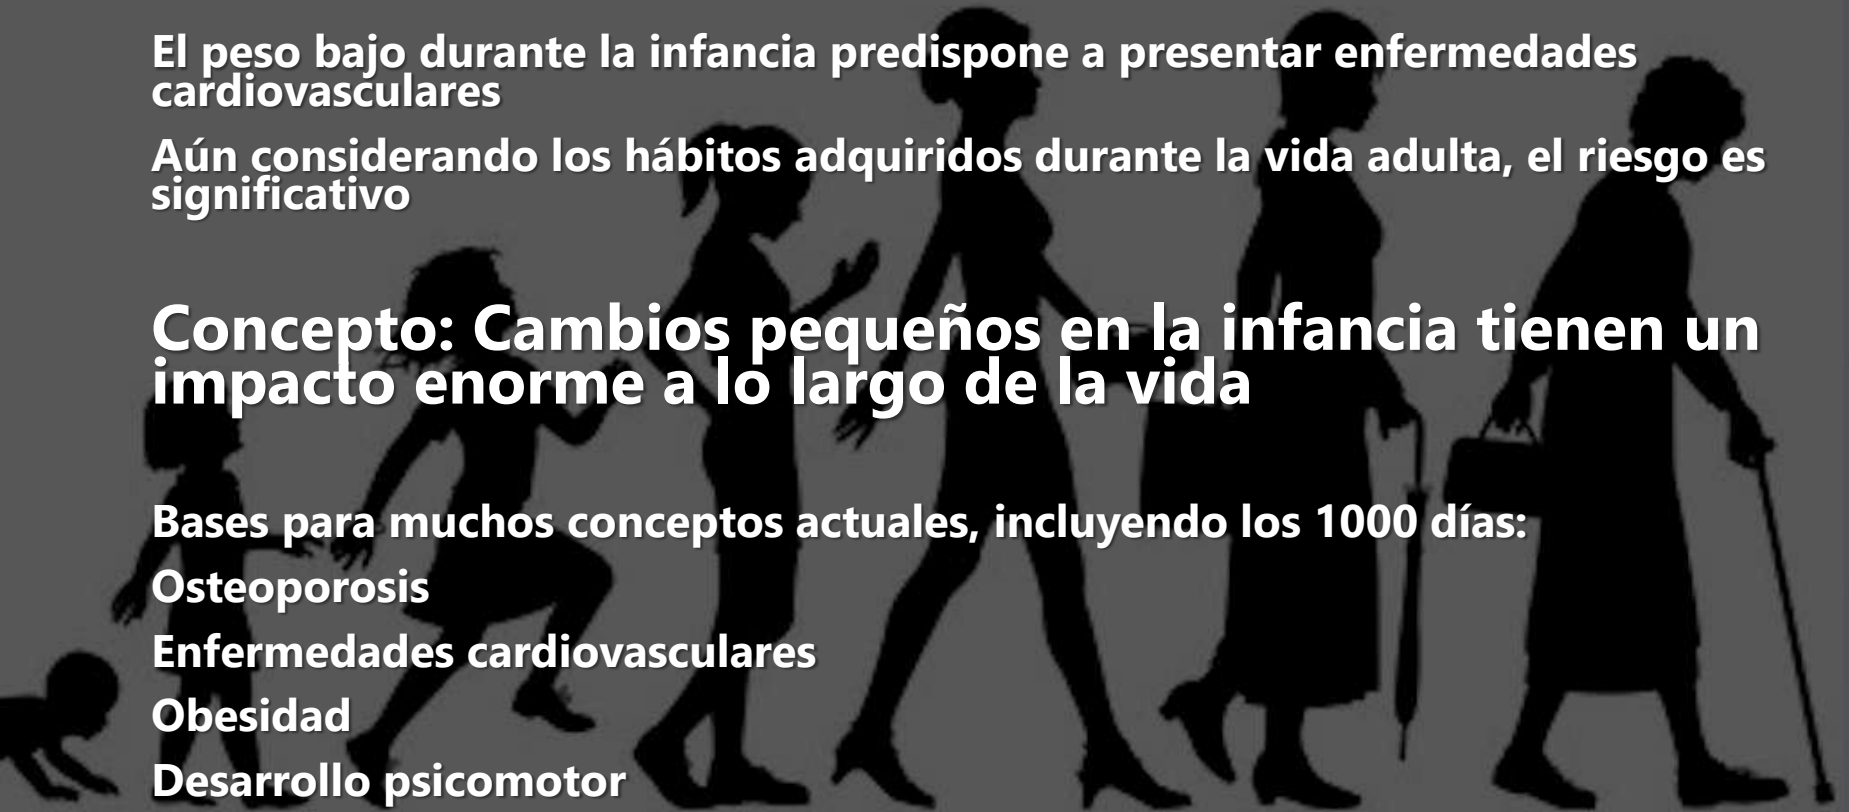 El peso bajo durante la infancia predispone a presentar enfermedades
cardiovasculares
Aún considerando los hábitos adquiridos durante la vida adulta, el riesgo es
significativo
Concepto: Cambios pequeños en la infancia tienen un
impacto enorme a lo largo de la vida
Bases para muchos conceptos actuales, incluyendo los 1000 días:
Osteoporosis
Enfermedades cardiovasculares
Obesidad
Desarrollo psicomotor